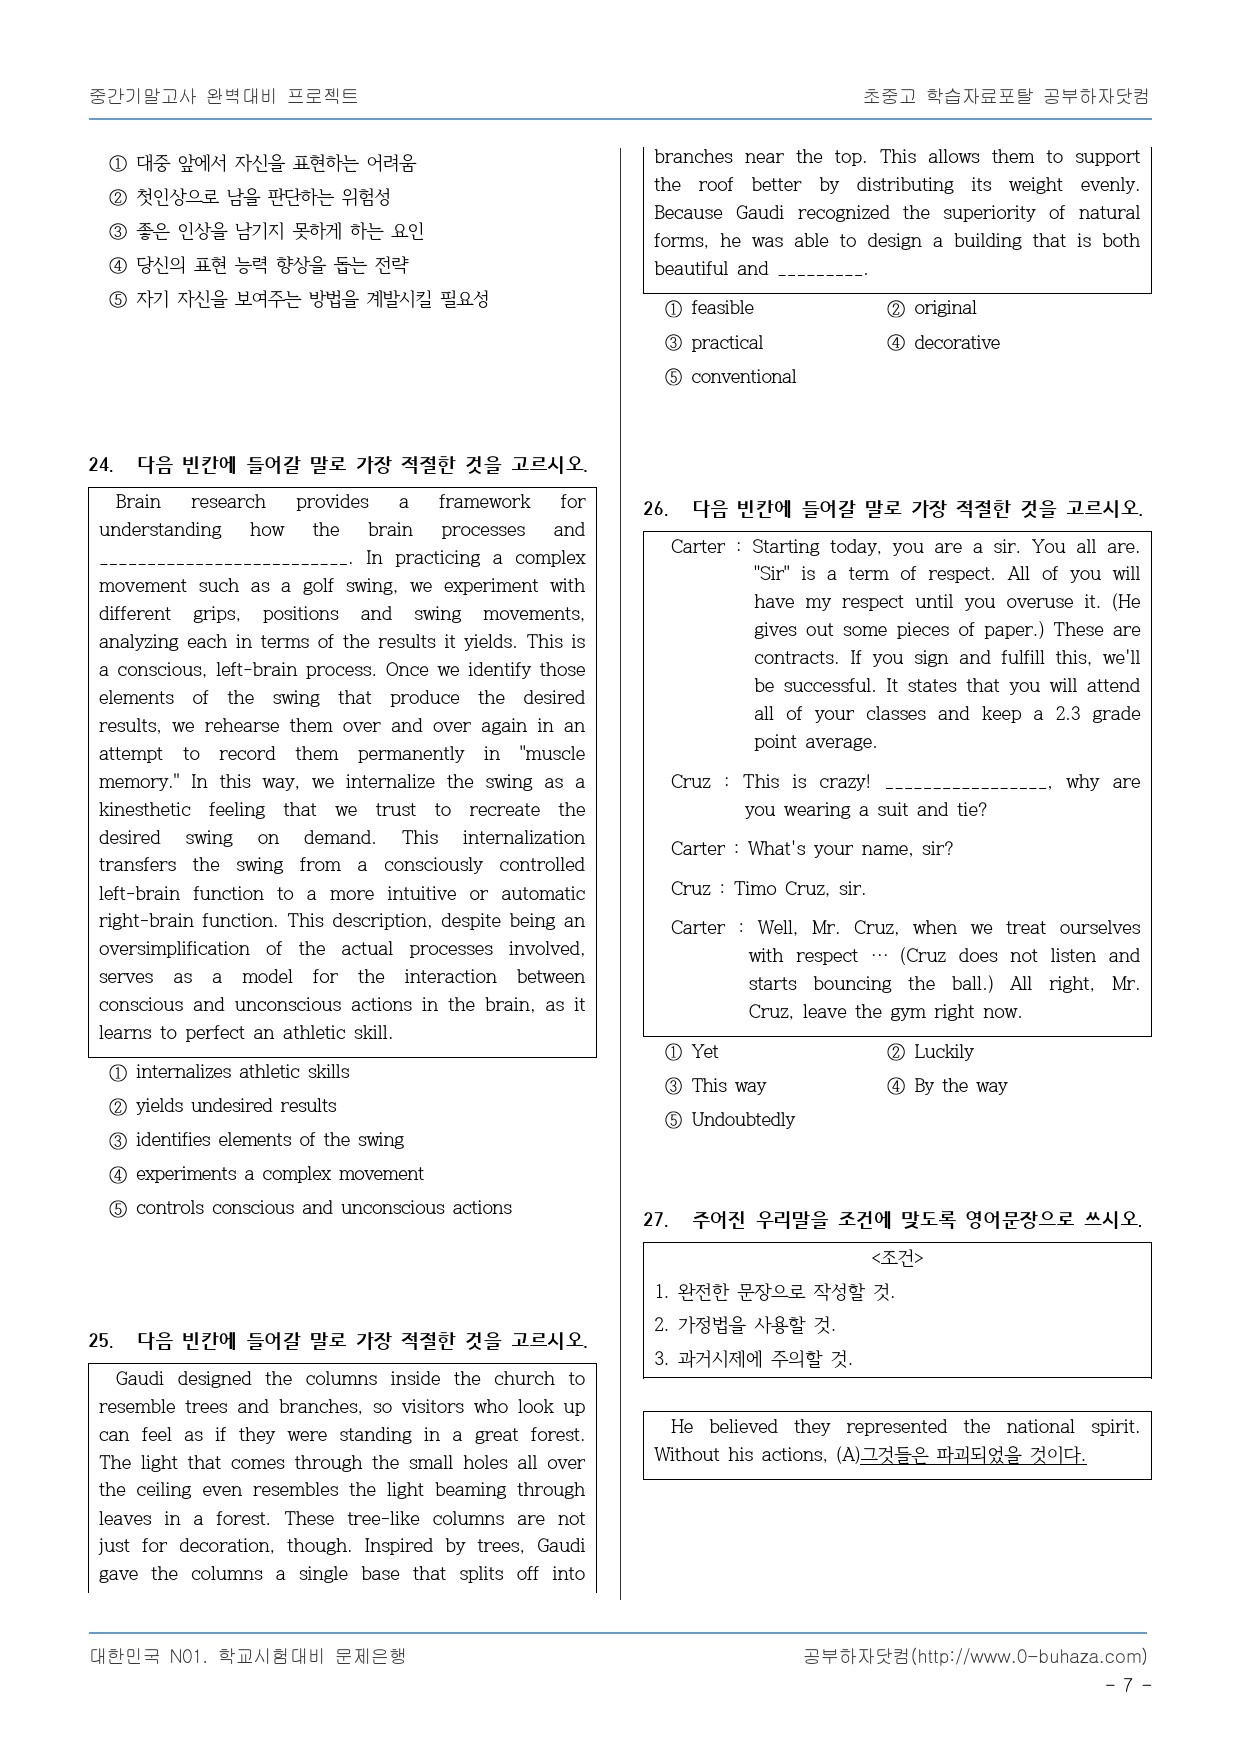 중간기말고사 완벽대비 프로젝트
초중고 학습자료포탈 공부하자닷컴
① 대중 앞에서 자신을 표현하는 어려움
② 첫인상으로 남을 판단하는 위험성
③ 좋은 인상을 남기지 못하게 하는 요인
④ 당신의 표현 능력 향상을 돕는 전략
⑤ 자기 자신을 보여주는 방법을 계발시킬 필요성
24. 다음 빈칸에 들어갈 말로 가장 적절한 것을 고르시오.
Brain research provides a framework for
understanding how the brain processes and
__________________________. In practicing a complex
movement such as a golf swing, we experiment with
different grips, positions and swing movements,
analyzing each in terms of the results it yields. This is
a conscious, left-brain process. Once we identify those
elements of the swing that produce the desired
results, we rehearse them over and over again in an
attempt to record them permanently in "muscle
memory." In this way, we internalize the swing as a
kinesthetic feeling that we trust to recreate the
desired swing on demand. This internalization
transfers the swing from a consciously controlled
left-brain function to a more intuitive or automatic
right-brain function. This description, despite being an
oversimplification of the actual processes involved,
serves as a model for the interaction between
conscious and unconscious actions in the brain, as it
learns to perfect an athletic skill.
① internalizes athletic skills
② yields undesired results
③ identifies elements of the swing
④ experiments a complex movement
⑤ controls conscious and unconscious actions
25. 다음 빈칸에 들어갈 말로 가장 적절한 것을 고르시오.
Gaudi designed the columns inside the church to
resemble trees and branches, so visitors who look up
can feel as if they were standing in a great forest.
The light that comes through the small holes all over
the ceiling even resembles the light beaming through
leaves in a forest. These tree-like columns are not
just for decoration, though. Inspired by trees, Gaudi
gave the columns a single base that splits off into
branches near the top. This allows them to support
the roof better by distributing its weight evenly.
Because Gaudi recognized the superiority of natural
forms, he was able to design a building that is both
beautiful and _________.
① feasible ② original
③ practical ④ decorative
⑤ conventional
26. 다음 빈칸에 들어갈 말로 가장 적절한 것을 고르시오.
Carter : Starting today, you are a sir. You all are.
"Sir" is a term of respect. All of you will
have my respect until you overuse it. (He
gives out some pieces of paper.) These are
contracts. If you sign and fulfill this, we'll
be successful. It states that you will attend
all of your classes and keep a 2.3 grade
point average.
Cruz : This is crazy! _________________, why are
you wearing a suit and tie?
Carter : What's your name, sir?
Cruz : Timo Cruz, sir.
Carter : Well, Mr. Cruz, when we treat ourselves
with respect … (Cruz does not listen and
starts bouncing the ball.) All right, Mr.
Cruz, leave the gym right now.
① Yet ② Luckily
③ This way ④ By the way
⑤ Undoubtedly
27. 주어진 우리말을 조건에 맞도록 영어문장으로 쓰시오.
<조건>
1. 완전한 문장으로 작성할 것.
2. 가정법을 사용할 것.
3. 과거시제에 주의할 것.
He believed they represented the national spirit.
Without his actions, (A)그것들은 파괴되었을 것이다.
대한민국 N01. 학교시험대비 문제은행
공부하자닷컴(http://www.0-buhaza.com)
- 7 -